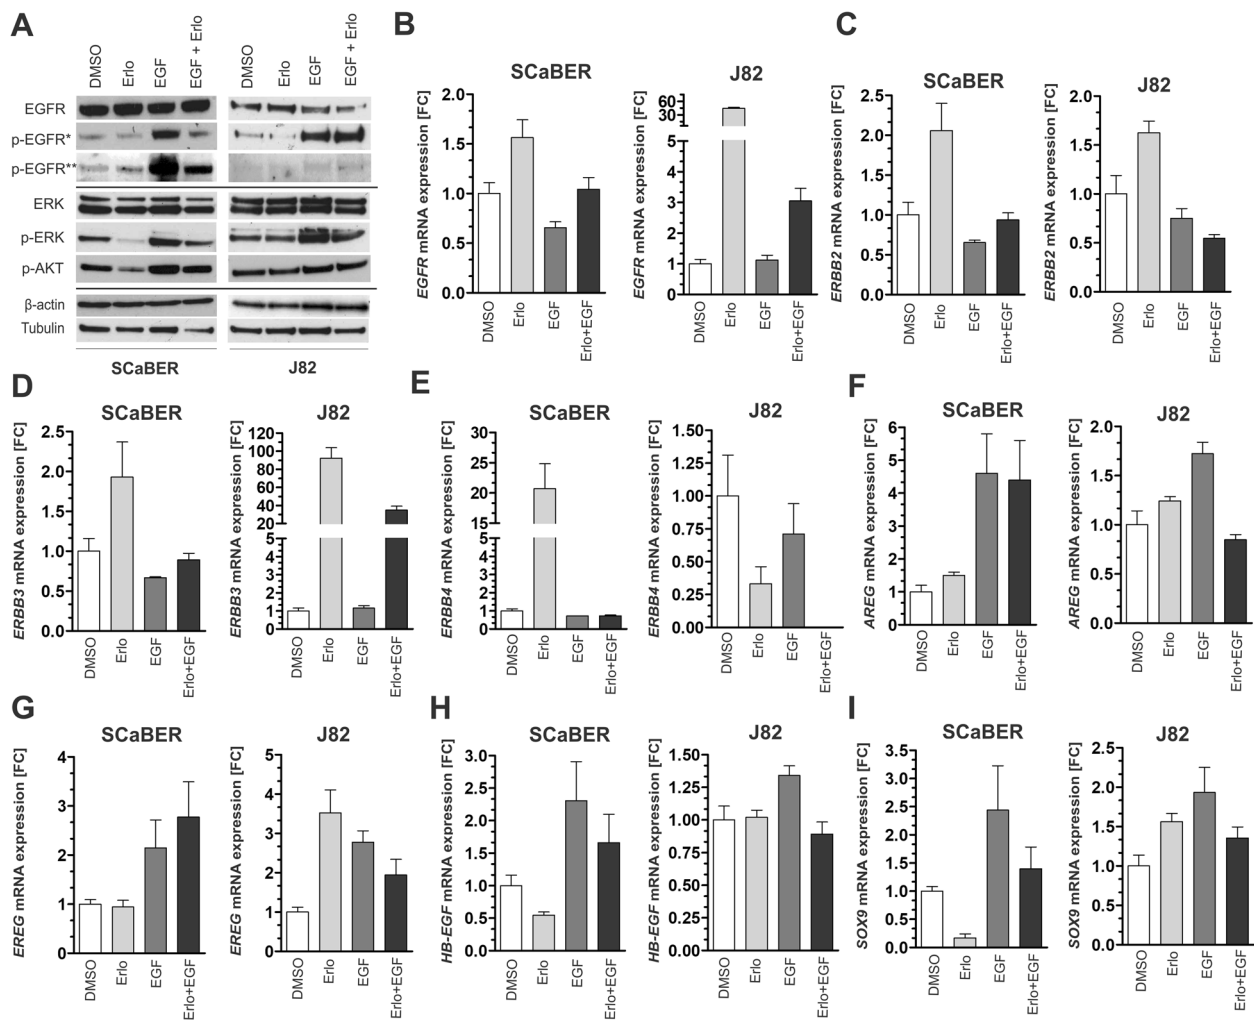 A
DMSO
Erlo
EGF
EGF + Erlo
DMSO
Erlo
EGF
EGF + Erlo
EGFR
p-EGFR*
p-EGFR**
ERK
p-ERK
p-AKT
β-actin
Tubulin
SCaBER
J82
B
SCaBER
EGFR mRNA expression [FC]
2.0
1.5
1.0
0.5
0.0
DMSO
Erlo
EGF
Erlo+EGF
J82
EGFR mRNA expression [FC]
60
30
5
4
3
2
1
0
DMSO
Erlo
EGF
Erlo+EGF
C
SCaBER
ERBB2 mRNA expression [FC]
2.5
2.0
1.5
1.0
0.5
0.0
DMSO
Erlo
EGF
Erlo+EGF
J82
ERBB2 mRNA expression [FC]
2.0
1.5
1.0
0.5
0.0
DMSO
Erlo
EGF
Erlo+EGF
D
SCaBER
ERBB3 mRNA expression [FC]
2.5
2.0
1.5
1.0
0.5
0.0
DMSO
Erlo
EGF
Erlo+EGF
J82
ERBB3 mRNA expression [FC]
120
100
80
60
40
20
5
4
3
2
1
0
DMSO
Erlo
EGF
Erlo+EGF
E
SCaBER
ERBB4 mRNA expression [FC]
30
25
20
15
5
4
3
2
1
0
DMSO
Erlo
EGF
Erlo+EGF
J82
ERBB4 mRNA expression [FC]
1.50
1.25
1.00
0.75
0.50
0.25
0.00
DMSO
Erlo
EGF
Erlo+EGF
F
SCaBER
AREG mRNA expression [FC]
6
5
4
3
2
1
0
DMSO
Erlo
EGF
Erlo+EGF
J82
AREG mRNA expression [FC]
2.0
1.5
1.0
0.5
0.0
DMSO
Erlo
EGF
Erlo+EGF
G
SCaBER
EREG mRNA expression [FC]
4
3
2
1
0
DMSO
Erlo
EGF
Erlo+EGF
J82
EREG mRNA expression [FC]
5
4
3
2
1
0
DMSO
Erlo
EGF
Erlo+EGF
H
SCaBER
HB-EGF mRNA expression [FC]
3.0
2.5
2.0
1.5
1.0
0.5
0.0
DMSO
Erlo
EGF
Erlo+EGF
J82
HB-EGF mRNA expression [FC]
1.50
1.25
1.00
0.75
0.50
0.25
0.00
DMSO
Erlo
EGF
Erlo+EGF
I
SCaBER
SOX9 mRNA expression [FC]
3.5
3.0
2.5
2.0
1.5
1.0
0.5
0.0
DMSO
Erlo
EGF
Erlo+EGF
J82
SOX9 mRNA expression [FC]
2.5
2.0
1.5
1.0
0.5
0.0
DMSO
Erlo
EGF
Erlo+EGF